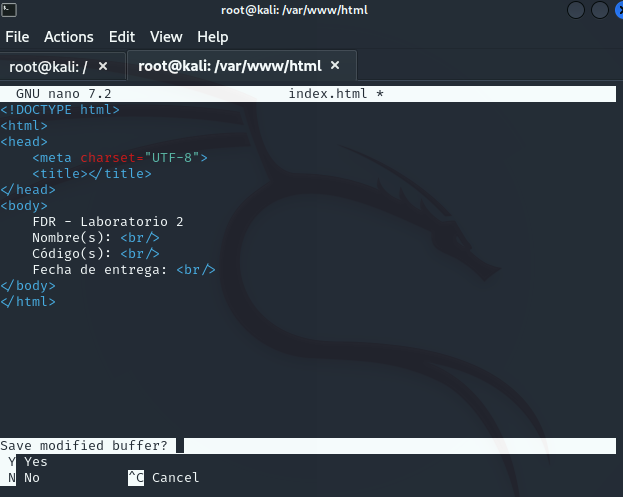 root@kali: /var/www/html
File Actions Edit View Help
root@kali: / × root@kali: /var/www/html ×
GNU nano 7.2 index.html *
<!DOCTYPE html>
<html>
<head>
    <meta charset="UTF-8">
    <title></title>
</head>
<body>
    FDR - Laboratorio 2
    Nombre(s): <br/>
    Código(s): <br/>
    Fecha de entrega: <br/>
</body>
</html>
Save modified buffer?
Y Yes
N No ^C Cancel